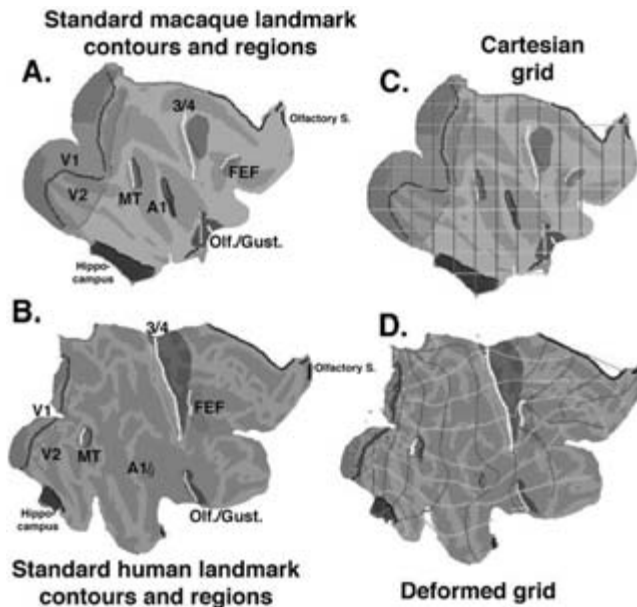 Standard macaque landmark
contours and regions
A.
3/4
Olfactory S.
V1
V2
MT
A1
FEF
Olf./Gust.
Hippo-
campus
Cartesian
grid
C.
B.
3/4
Olfactory S.
V1
FEF
V2
MT
A1
Hippo-
campus
Olf./Gust.
Standard human landmark
contours and regions
D.
Deformed grid